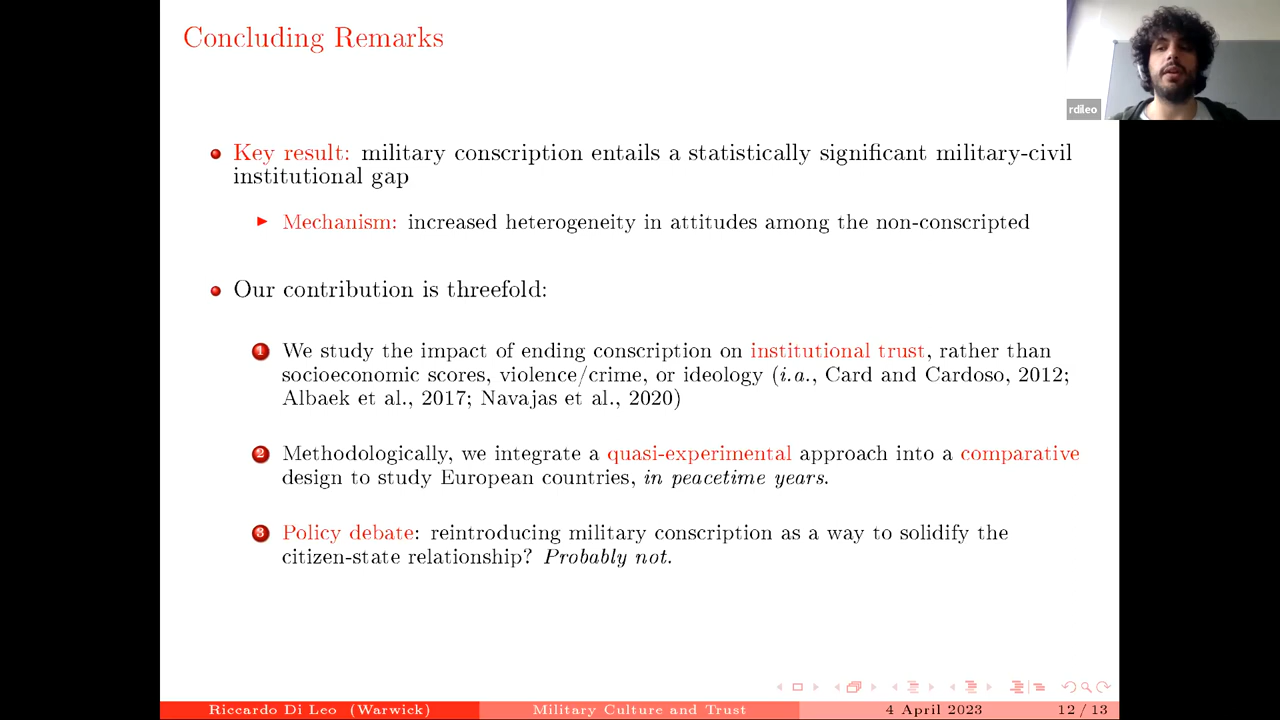 Concluding Remarks
rdileo
Key result: military conscription entails a statistically significant military-civil
institutional gap
Mechanism: increased heterogeneity in attitudes among the non-conscripted
Our contribution is threefold:
1 We study the impact of ending conscription on institutional trust, rather than
socioeconomic scores, violence/crime, or ideology (i.a., Card and Cardoso, 2012;
Albaek et al., 2017; Navajas et al., 2020)
2 Methodologically, we integrate a quasi-experimental approach into a comparative
design to study European countries, in peacetime years.
3 Policy debate: reintroducing military conscription as a way to solidify the
citizen-state relationship? Probably not.
Riccardo Di Leo (Warwick) Military Culture and Trust 4 April 2023 12 / 13